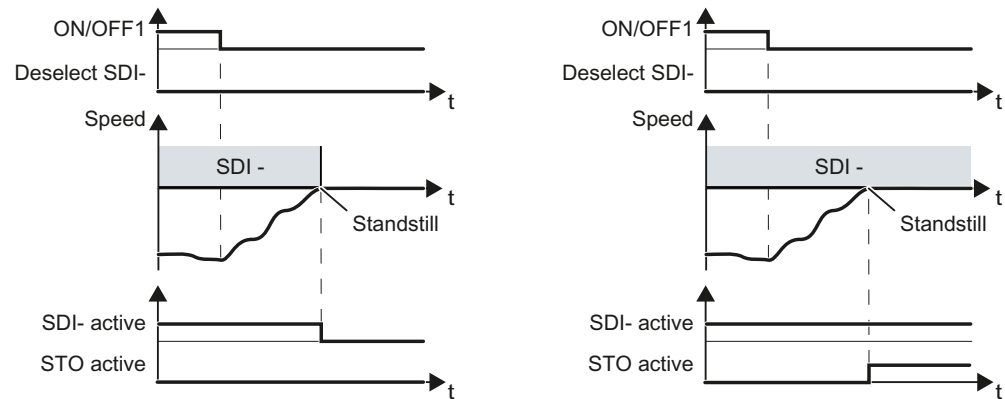 ON/OFF1
Deselect SDI-
t
Speed
SDI -
t
Standstill
SDI- active
STO active
t
ON/OFF1
Deselect SDI-
t
Speed
SDI -
t
Standstill
SDI- active
STO active
t